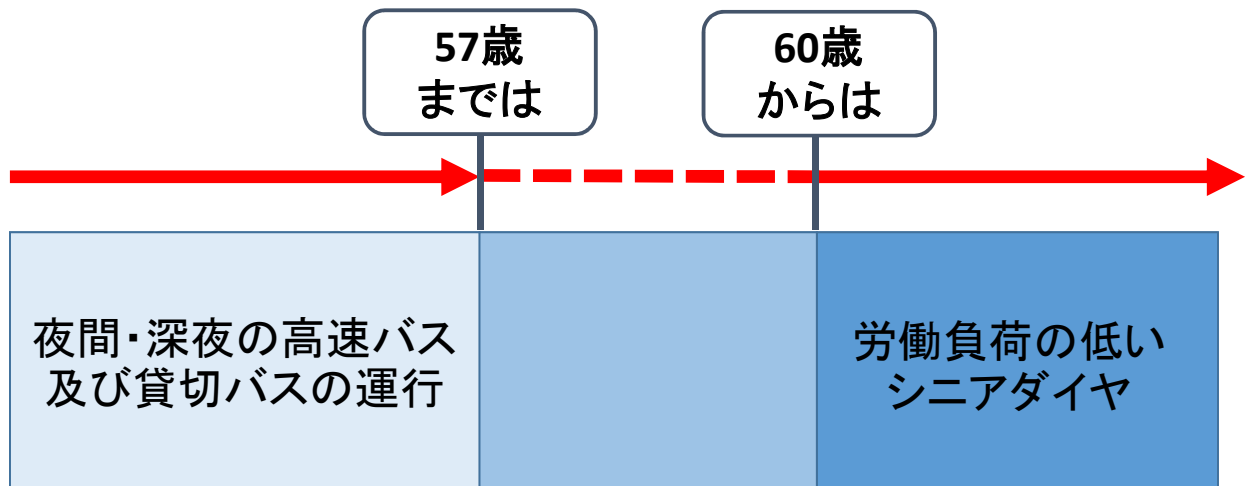 57歳
までは
60歳
からは
夜間・深夜の高速バス
及び貸切バスの運行
労働負荷の低い
シニアダイヤ